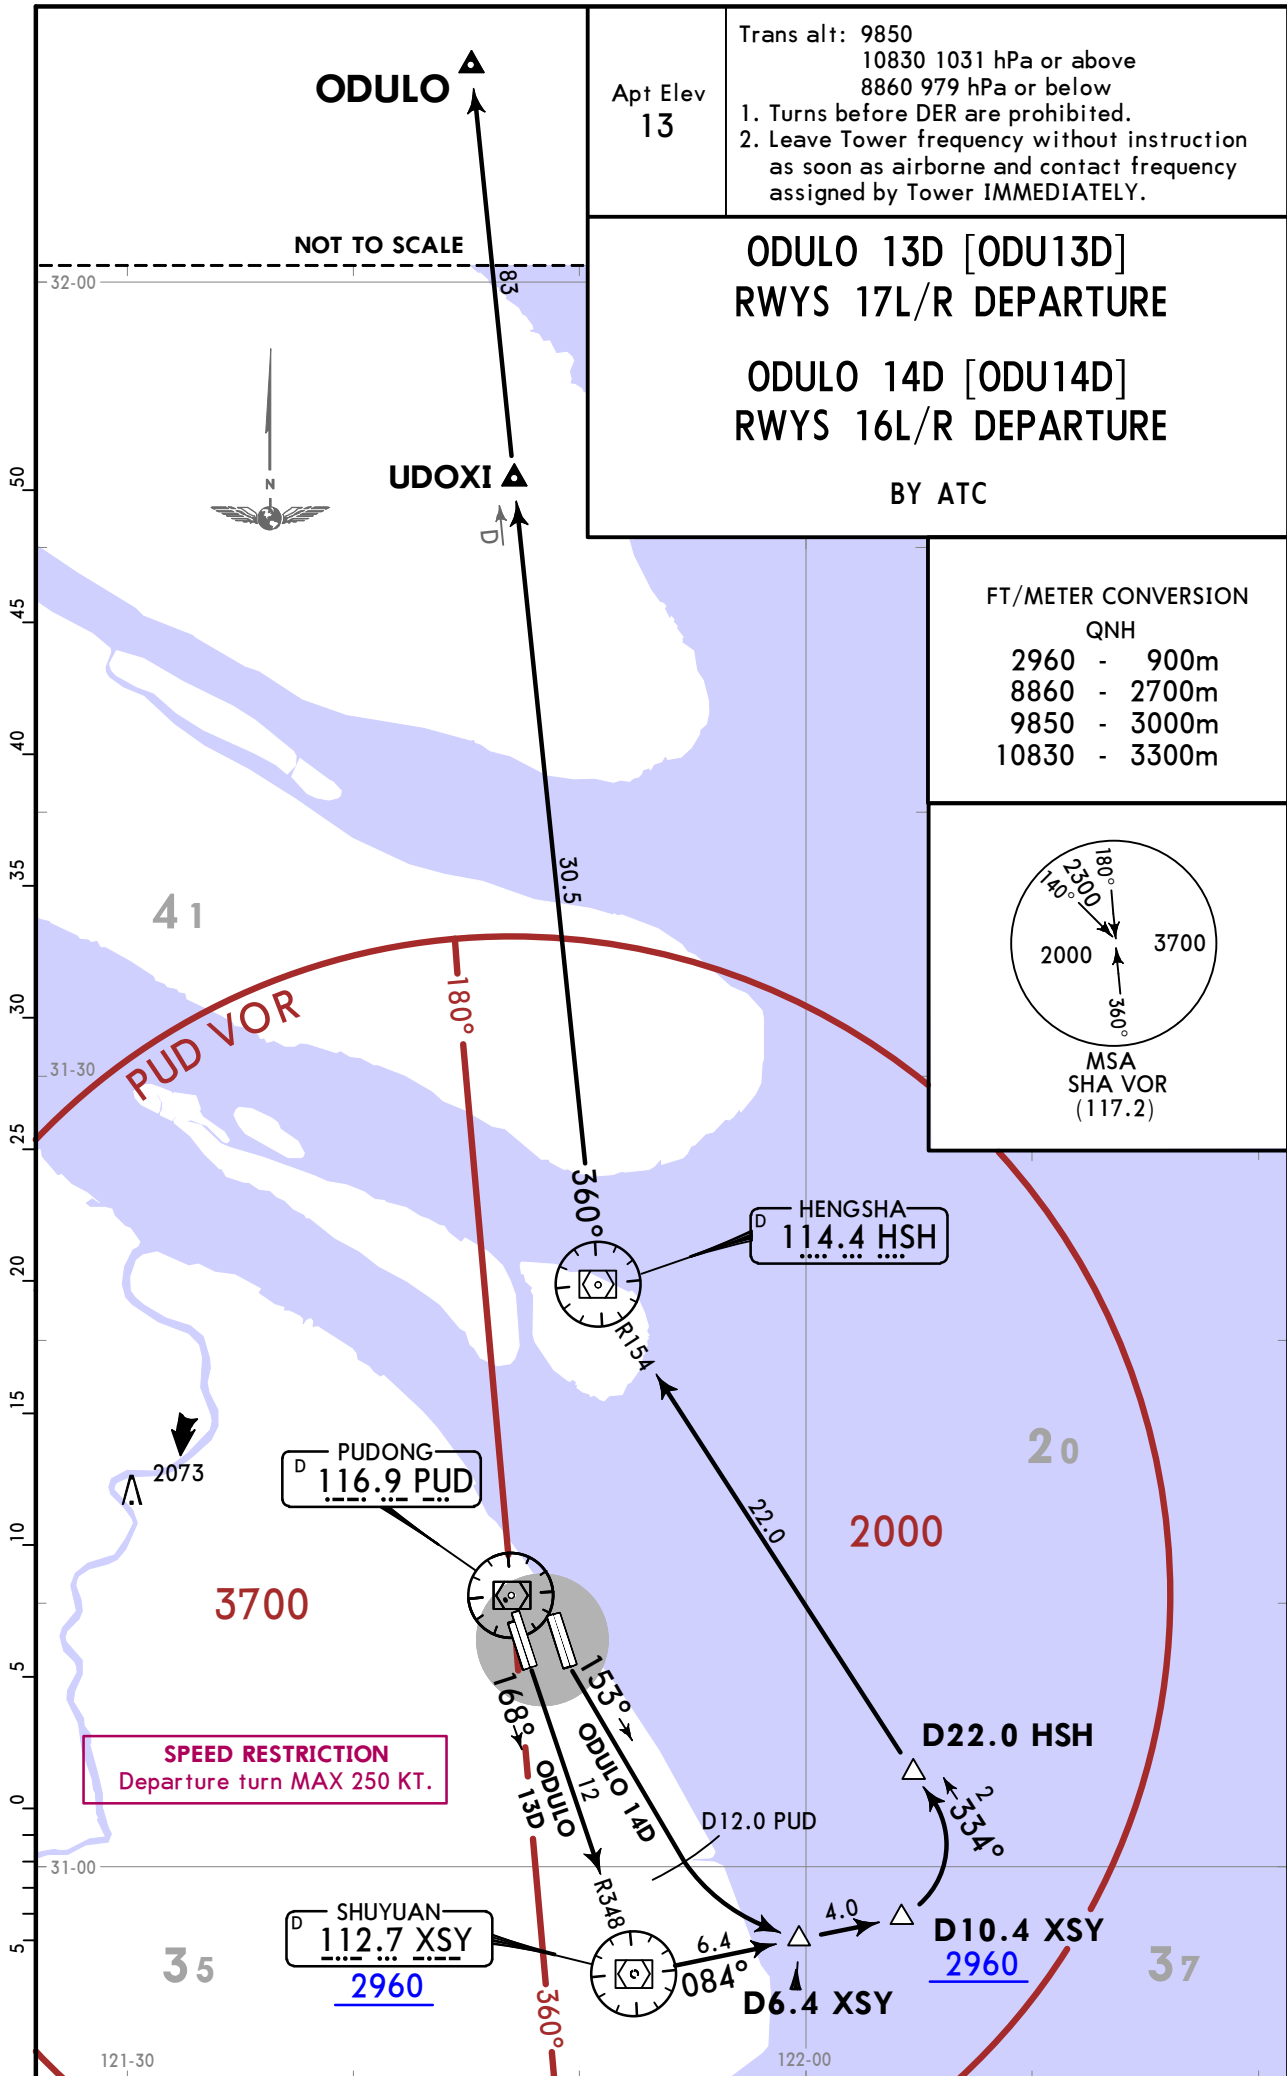 ODULO
Apt Elev
13
Trans alt: 9850
10830 1031 hPa or above
8860 979 hPa or below
1. Turns before DER are prohibited.
2. Leave Tower frequency without instruction
as soon as airborne and contact frequency
assigned by Tower IMMEDIATELY.
NOT TO SCALE
32-00
83
ODULO 13D [ODU13D]
RWYS 17L/R DEPARTURE
ODULO 14D [ODU14D]
RWYS 16L/R DEPARTURE
BY ATC
N
UDOXI
D
50
45
40
35
30
25
20
15
10
5
0
5
FT/METER CONVERSION
QNH
2960 - 900m
8860 - 2700m
9850 - 3000m
10830 - 3300m
180°
2300
140°
2000
3700
360°
MSA
SHA VOR
(117.2)
41
30.5
180°
PUD VOR
31-30
360°
HENGSHA
D 114.4 HSH
R154
2073
PUDONG
D 116.9 PUD
20
22.0
2000
3700
168°
153°
ODULO
13D
12
ODULO 14D
SPEED RESTRICTION
Departure turn MAX 250 KT.
D22.0 HSH
2
334°
D12.0 PUD
31-00
R348
SHUYUAN
D 112.7 XSY
2960
6.4
084°
4.0
D10.4 XSY
2960
D6.4 XSY
35
37
360°
121-30
122-00